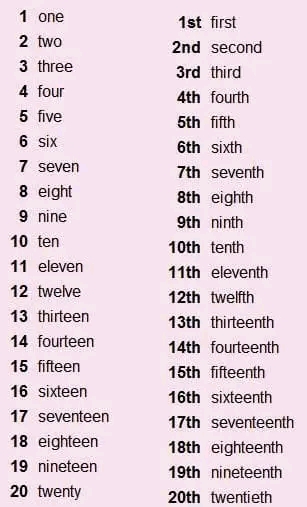 1 one
2 two
3 three
4 four
5 five
6 six
7 seven
8 eight
9 nine
10 ten
11 eleven
12 twelve
13 thirteen
14 fourteen
15 fifteen
16 sixteen
17 seventeen
18 eighteen
19 nineteen
20 twenty
1st first
2nd second
3rd third
4th fourth
5th fifth
6th sixth
7th seventh
8th eighth
9th ninth
10th tenth
11th eleventh
12th twelfth
13th thirteenth
14th fourteenth
15th fifteenth
16th sixteenth
17th seventeenth
18th eighteenth
19th nineteenth
20th twentieth